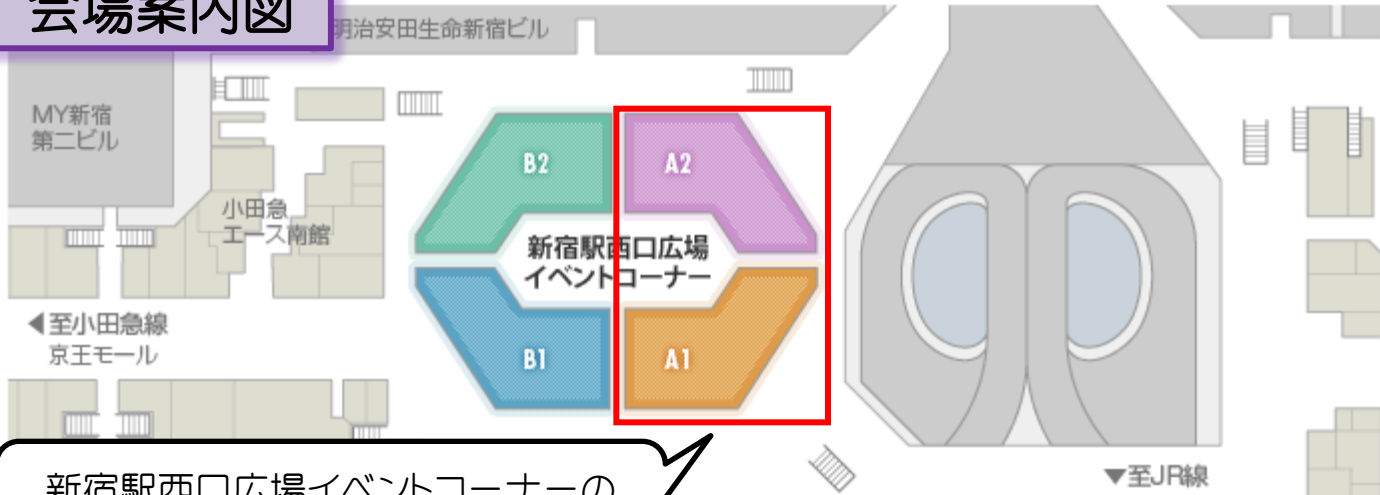 会場案内図
明治安田生命新宿ビル
MY新宿
第二ビル
小田急
エース南館
B2
A2
新宿駅西口広場
イベントコーナー
B1
A1
◀至小田急線
京王モール
▼至JR線
新宿駅西口広場イベントコーナーの